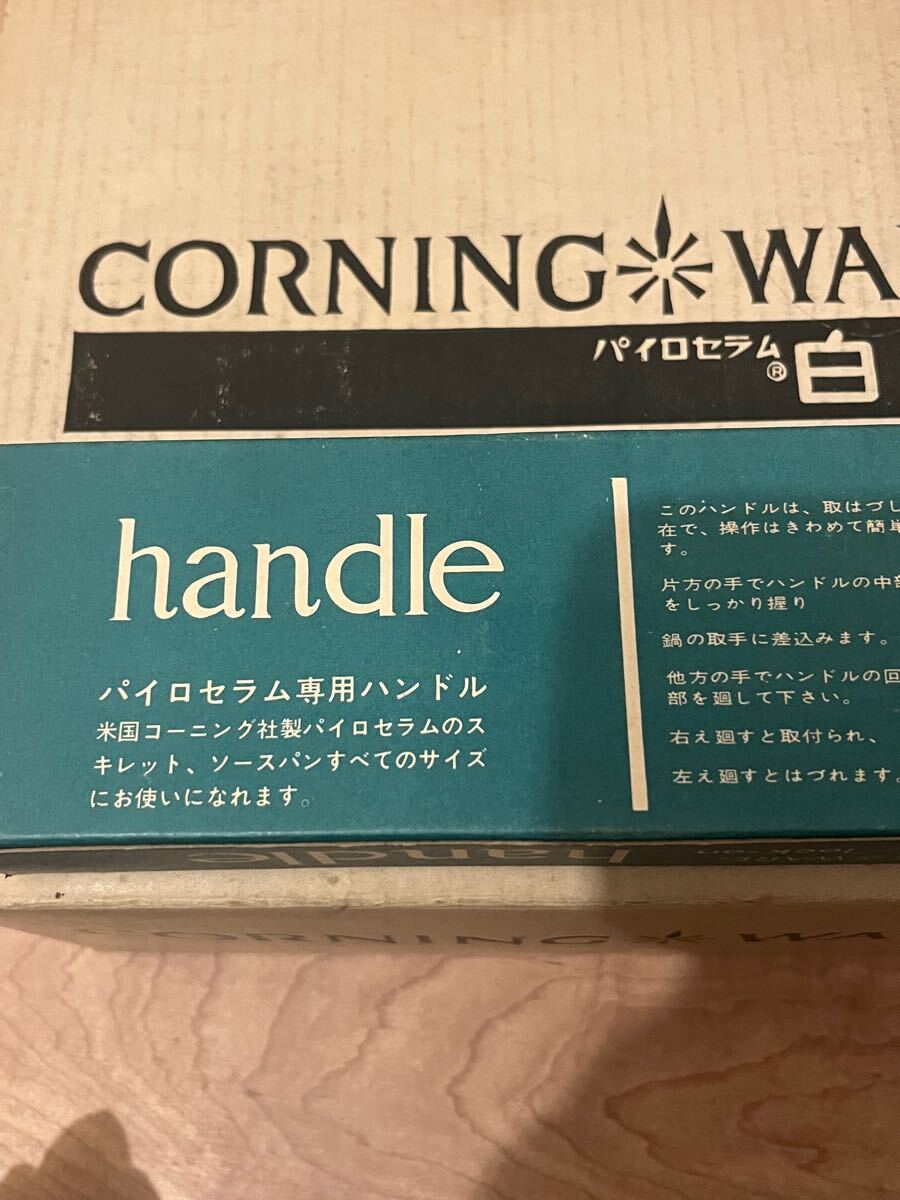 CORNING WA
パイロセラム® 白
handle
パイロセラム専用ハンドル
米国コーニング社製パイロセラムのス
キレット、ソースパンすべてのサイズ
にお使いになれます。
このハンドルは、取はづし
在で、操作はきわめて簡単
す。
片方の手でハンドルの中部
をしっかり握り
鍋の取手に差込みます。
他方の手でハンドルの回
部を廻して下さい。
右え廻すと取付られ、
左え廻すとはづれます。
handle
CORNING WA